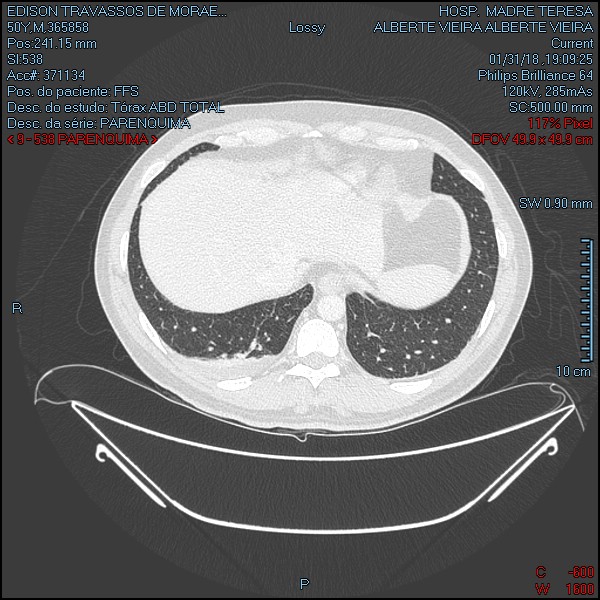 EDISON TRAVASSOS DE MORAE...
50Y,M,365858
Pos:241.15 mm
SI:538
Acc#: 371134
Pos. do paciente: FFS
Desc. do estudo: Tórax ABD TOTAL
Desc. da série: PARENQUIMA
< 9 - 538 PARENQUIMA >
Lossy
HOSP. MADRE TERESA
ALBERTE VIEIRA ALBERTE VIEIRA
Current
01/31/18 ,19:09:25
Philips Brilliance 64
120kV, 285mAs
SC:500.00 mm
117% Pixel
DFOV 49.9 x 49.9 cm
SW 0.90 mm
R
10 cm
P
C -600
W 1600